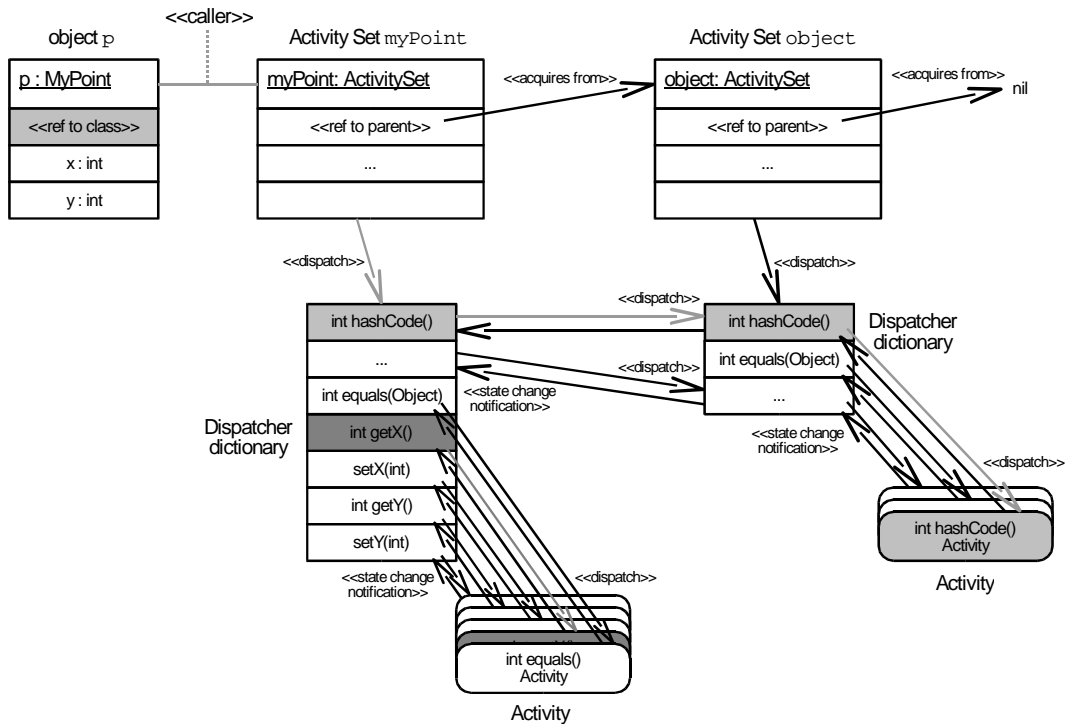 <<caller>>
object p
Activity Set myPoint
Activity Set object
p : MyPoint
<<ref to class>>
x : int
y : int
myPoint: ActivitySet
<<ref to parent>>
...
<<acquires from>>
object: ActivitySet
<<ref to parent>>
...
<<acquires from>>
nil
<<dispatch>>
<<dispatch>>
int hashCode()
...
int equals(Object)
int getX()
setX(int)
int getY()
setY(int)
Dispatcher
dictionary
<<dispatch>>
<<dispatch>>
<<state change
notification>>
int hashCode()
int equals(Object)
...
Dispatcher
dictionary
<<state change
notification>>
<<dispatch>>
int hashCode()
Activity
Activity
<<state change
notification>>
<<dispatch>>
int equals()
Activity
Activity